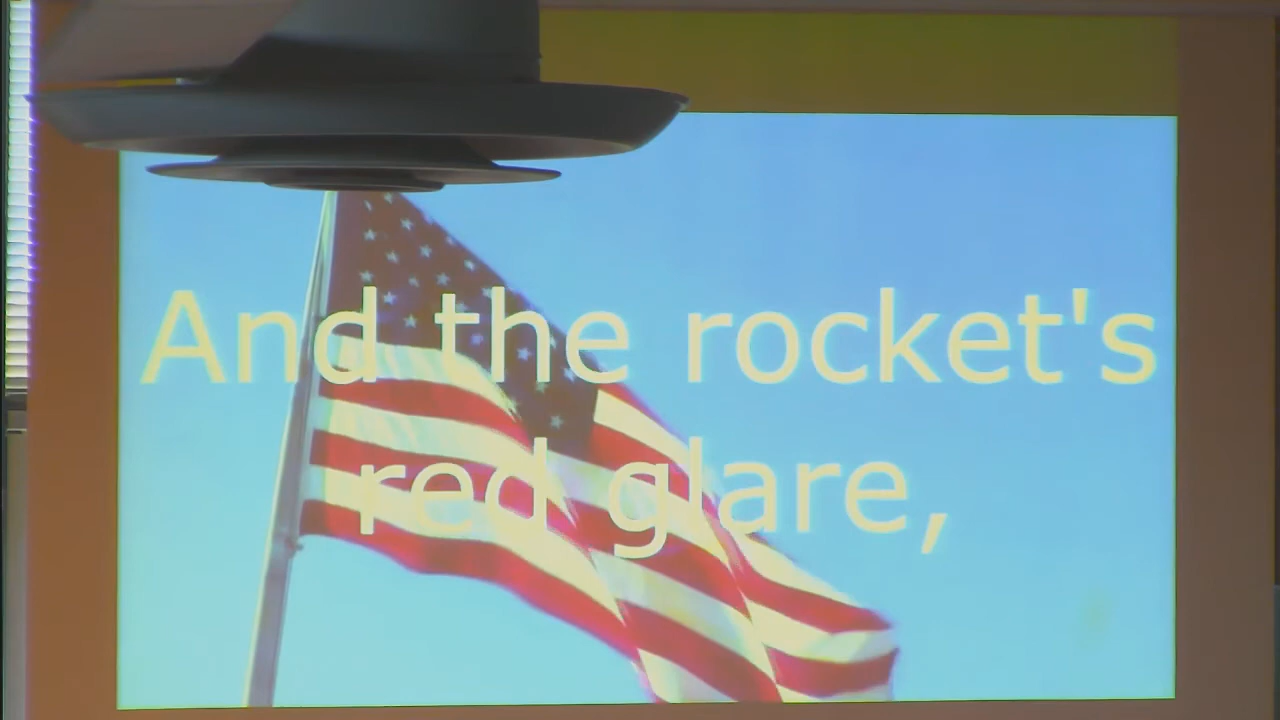 And the rocket's
red glare,